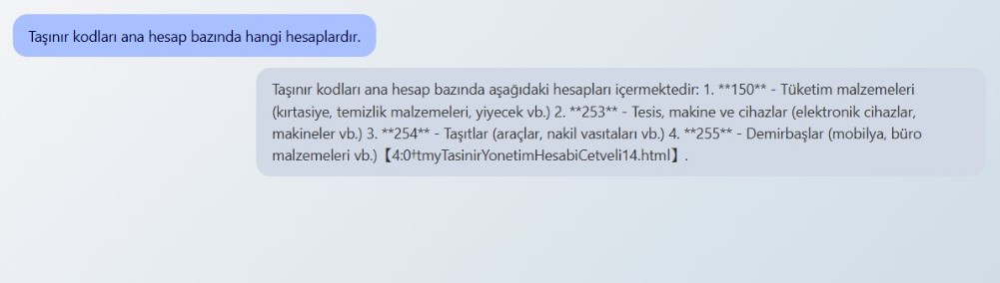 Taşınır kodları ana hesap bazında hangi hesaplardır.
Taşınır kodları ana hesap bazında aşağıdaki hesapları içermektedir: 1. **150** - Tüketim malzemeleri
(kırtasiye, temizlik malzemeleri, yiyecek vb.) 2. **253** - Tesis, makine ve cihazlar (elektronik cihazlar,
makineler vb.) 3. **254** - Taşıtlar (araçlar, nakil vasıtaları vb.) 4. **255** - Demirbaşlar (mobilya, büro
malzemeleri vb.)【4:0†tmyTasinirYonetimHesabiCetveli14.html】.